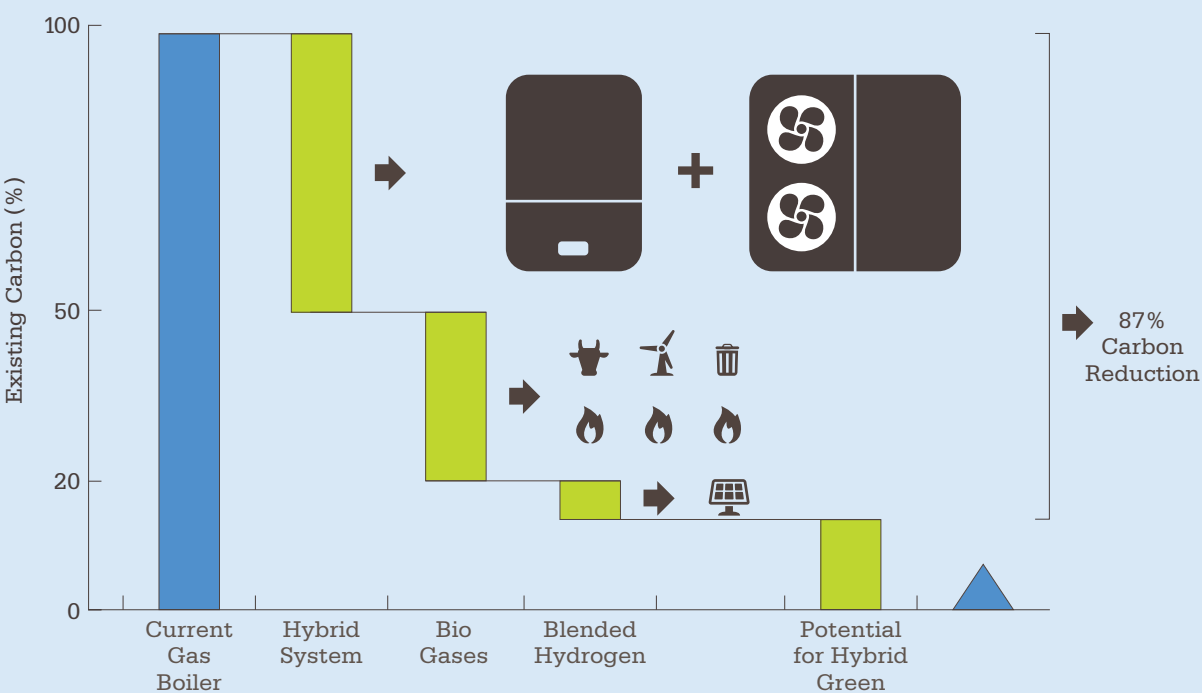 100
50
20
0
Existing Carbon (%)
87%
Carbon
Reduction
Current
Gas
Boiler
Hybrid
System
Bio
Gases
Blended
Hydrogen
Potential
for Hybrid
Green